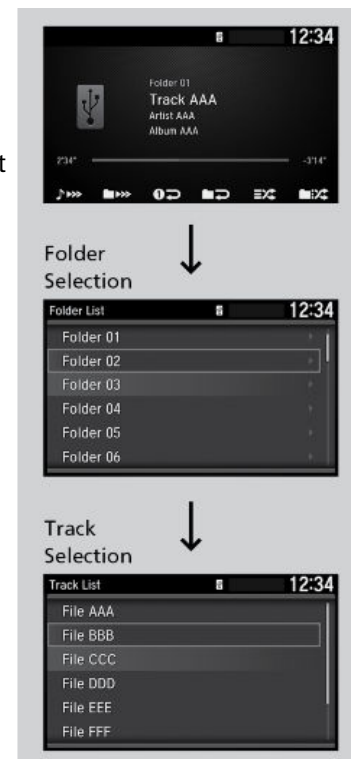 12:34
Folder 01
Track AAA
Artist AAA
Album AAA
2'34"
-3'14"
t
Folder
Selection
Folder List 12:34
Folder 01
Folder 02
Folder 03
Folder 04
Folder 05
Folder 06
Track
Selection
Track List 12:34
File AAA
File BBB
File CCC
File DDD
File EEE
File FFF